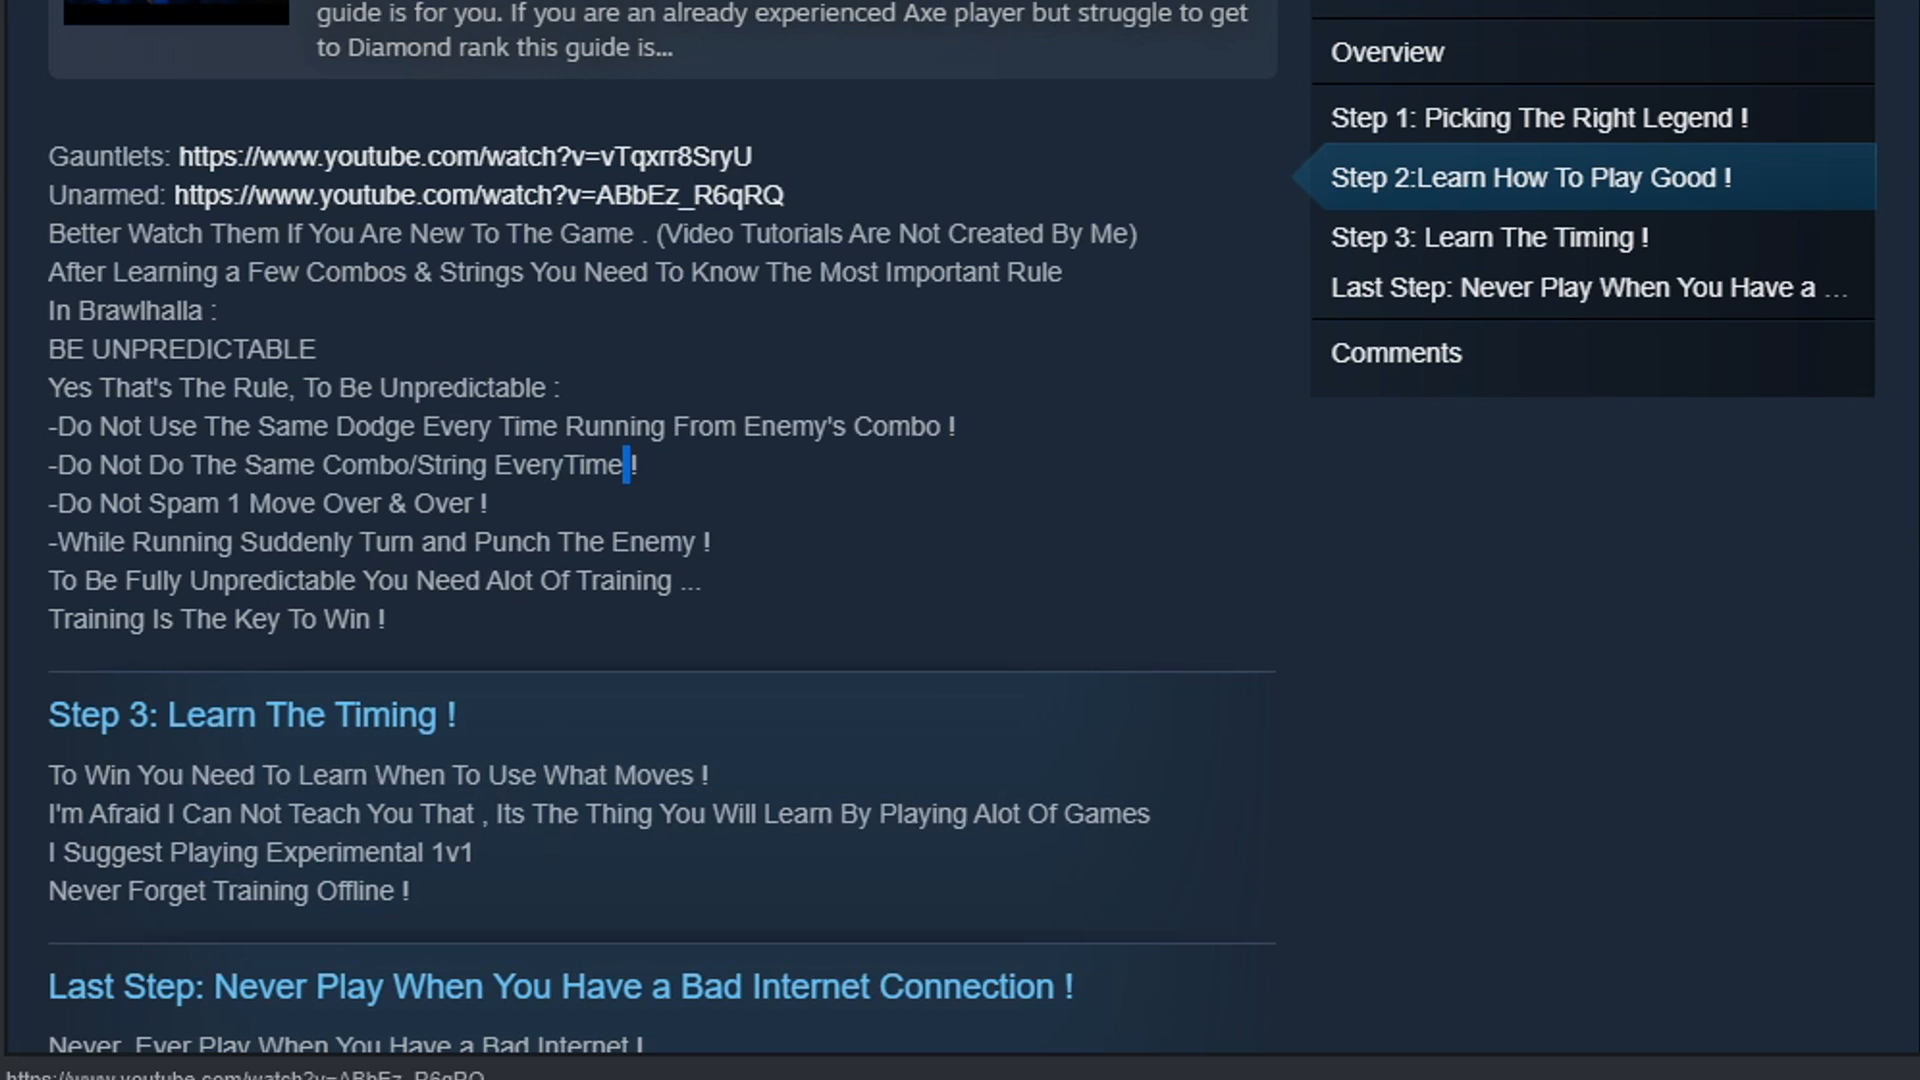 guide is for you. If you are an already experienced Axe player but struggle to get
to Diamond rank this guide is...
Gauntlets: https://www.youtube.com/watch?v=vTqxrr8SryU
Unarmed: https://www.youtube.com/watch?v=ABbEz_R6qRQ
Better Watch Them If You Are New To The Game . (Video Tutorials Are Not Created By Me)
After Learning a Few Combos & Strings You Need To Know The Most Important Rule
In Brawlhalla :
BE UNPREDICTABLE
Yes That's The Rule, To Be Unpredictable :
-Do Not Use The Same Dodge Every Time Running From Enemy's Combo !
-Do Not Do The Same Combo/String EveryTime !
-Do Not Spam 1 Move Over & Over !
-While Running Suddenly Turn and Punch The Enemy !
To Be Fully Unpredictable You Need Alot Of Training ...
Training Is The Key To Win !
Step 3: Learn The Timing !
To Win You Need To Learn When To Use What Moves !
I'm Afraid I Can Not Teach You That , Its The Thing You Will Learn By Playing Alot Of Games
I Suggest Playing Experimental 1v1
Never Forget Training Offline !
Last Step: Never Play When You Have a Bad Internet Connection !
Never, Ever Play When You Have a Bad Internet !
https://www.youtube.com/watch?v=ABbEz_R6qRQ
Overview
Step 1: Picking The Right Legend !
Step 2:Learn How To Play Good !
Step 3: Learn The Timing !
Last Step: Never Play When You Have a ...
Comments